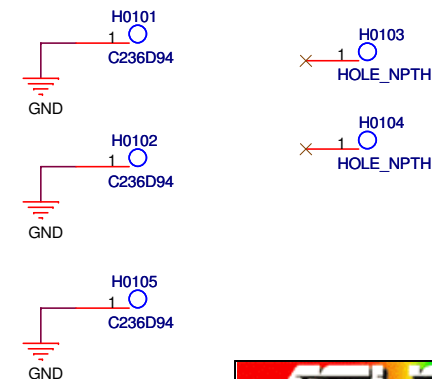 H0101
1
C236D94
GND
H0103
1
HOLE_NPTH
H0102
1
C236D94
GND
H0104
1
HOLE_NPTH
H0105
1
C236D94
GND